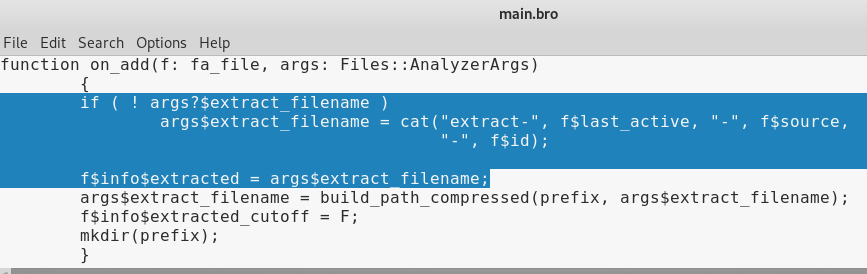 main.bro
File Edit Search Options Help
function on_add(f: fa_file, args: Files::AnalyzerArgs)
{
if ( ! args?$extract_filename )
args$extract_filename = cat("extract-", f$last_active, "-", f$source,
"-", f$id);
f$info$extracted = args$extract_filename;
args$extract_filename = build_path_compressed(prefix, args$extract_filename);
f$info$extracted_cutoff = F;
mkdir(prefix);
}